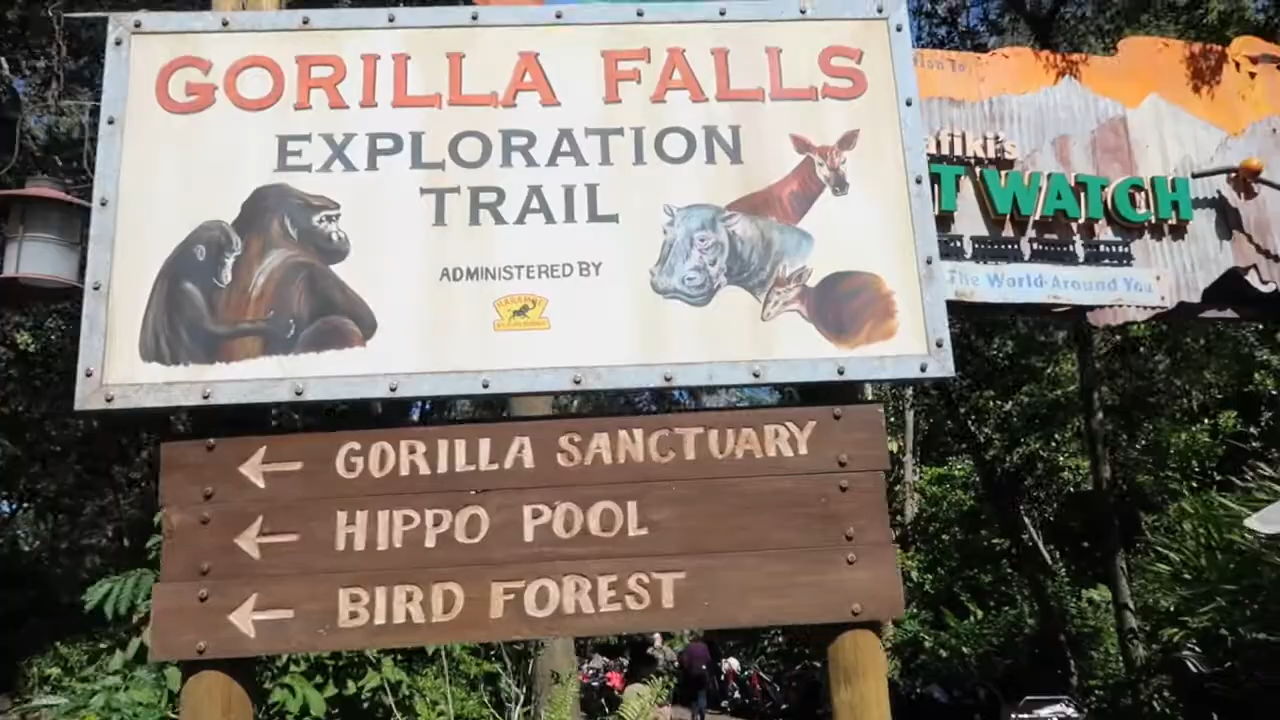 GORILLA FALLS
EXPLORATION
TRAIL
ADMINISTERED BY
HARAMBE
GORILLA SANCTUARY
HIPPO POOL
BIRD FOREST
afiki's
T WATCH
The World Around You